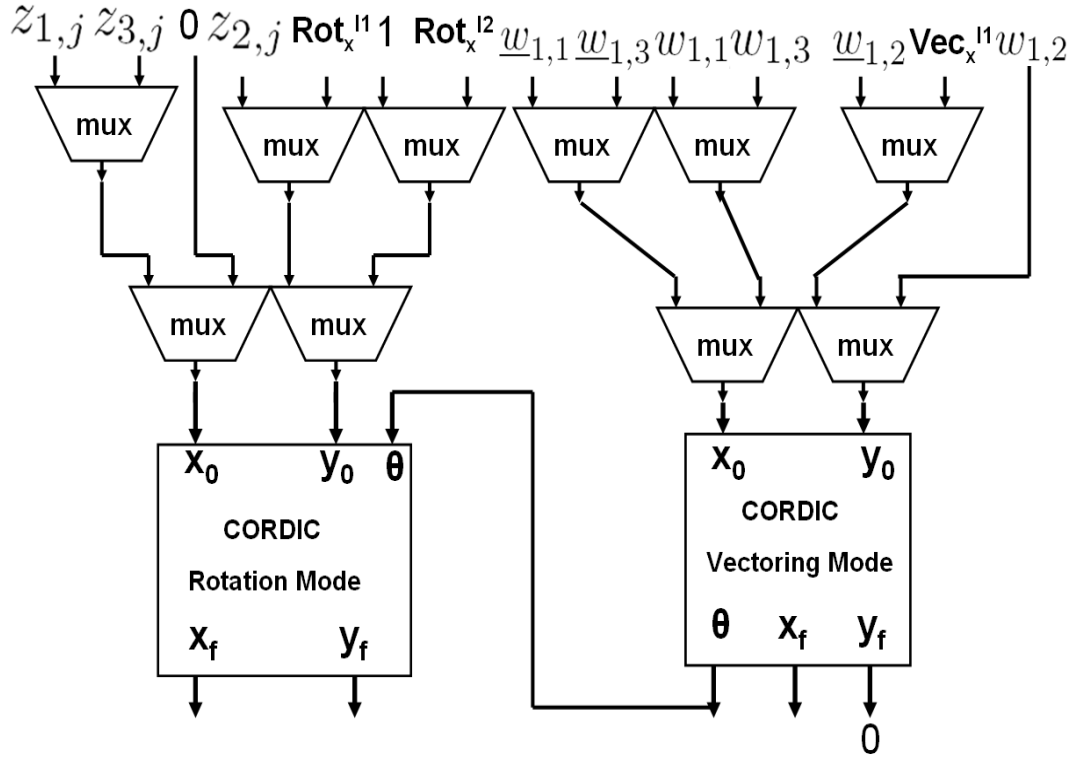 z1,j z3,j 0 z2,j Rotx^l1 1 Rotx^l2 w1,1 w1,3 w1,1 w1,3 w1,2 Vecx^l1 w1,2
mux
mux mux mux mux mux
mux mux
mux mux
x0 y0 θ
x0 y0
CORDIC
CORDIC
Rotation Mode
Vectoring Mode
θ xf yf
xf yf
0